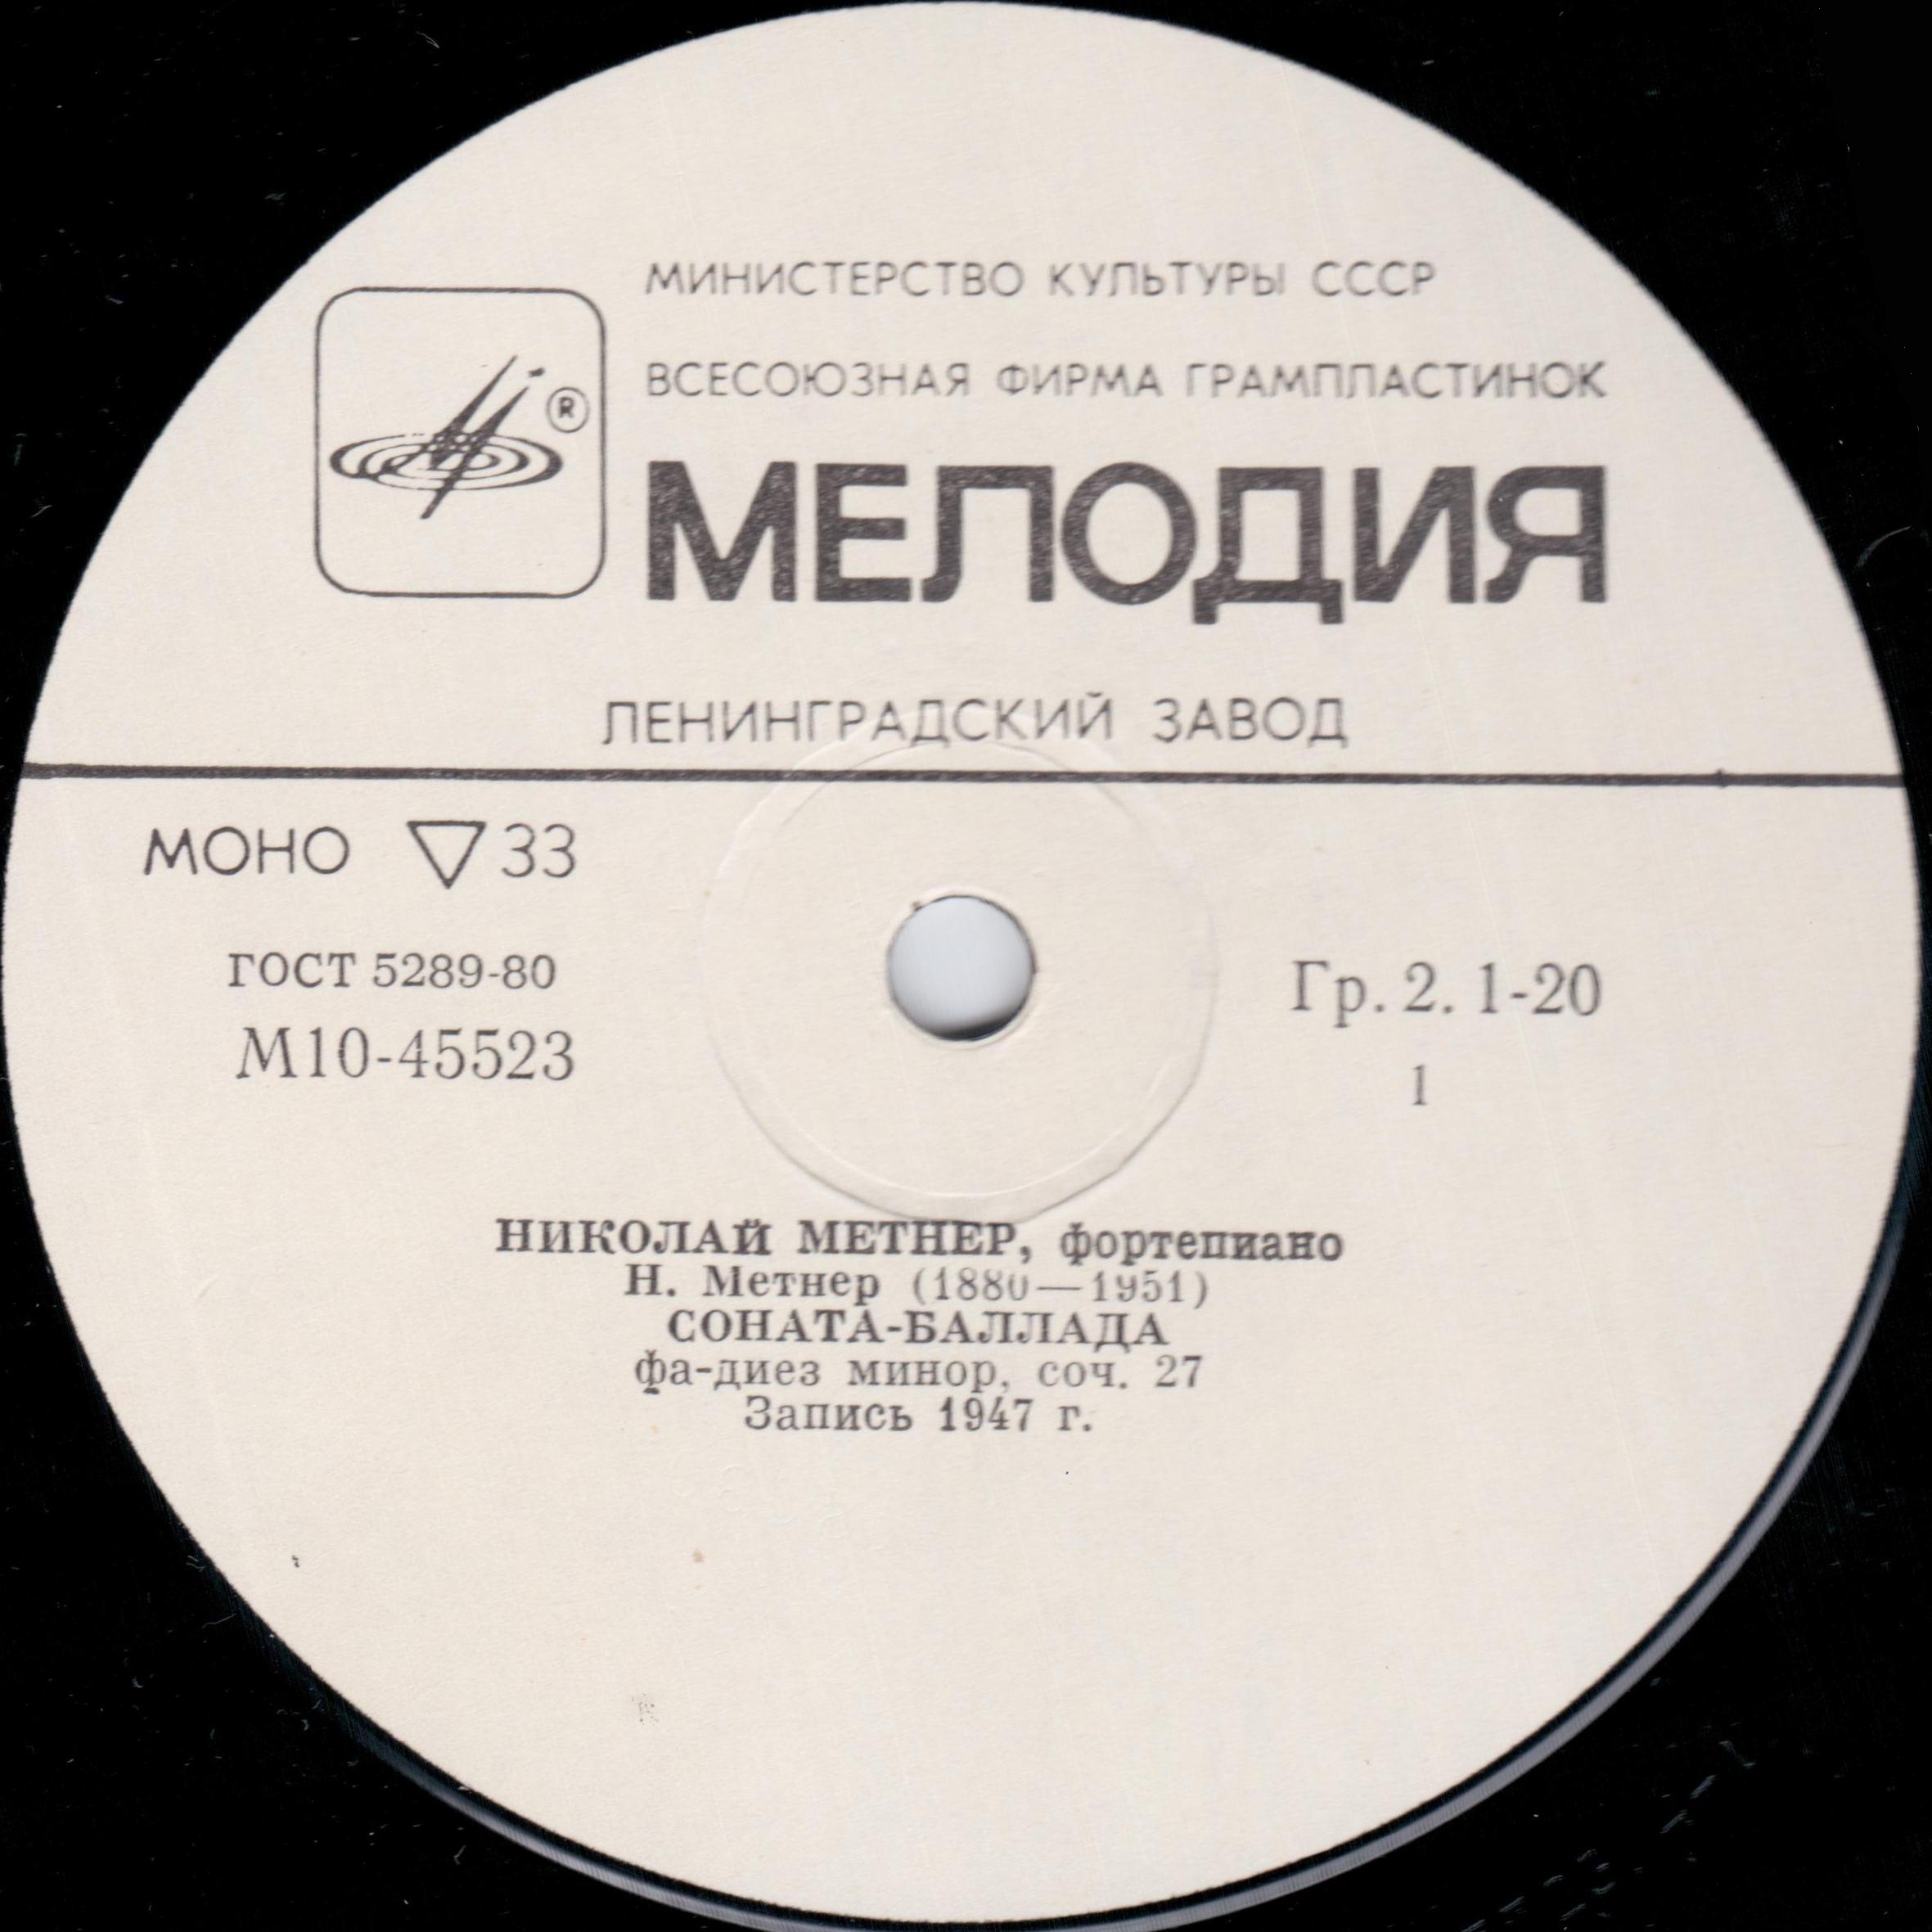 МИНИСТЕРСТВО КУЛЬТУРЫ СССР
ВСЕСОЮЗНАЯ ФИРМА ГРАМПЛАСТИНОК
®
МЕЛОДИЯ
ЛЕНИНГРАДСКИЙ ЗАВОД
МОНО ▽ 33
ГОСТ 5289-80
М10-45523
Гр. 2. 1-20
1
НИКОЛАЙ МЕТНЕР, фортепиано
Н. Метнер (1880—1951)
СОНАТА-БАЛЛАДА
фа-диез минор, соч. 27
Запись 1947 г.